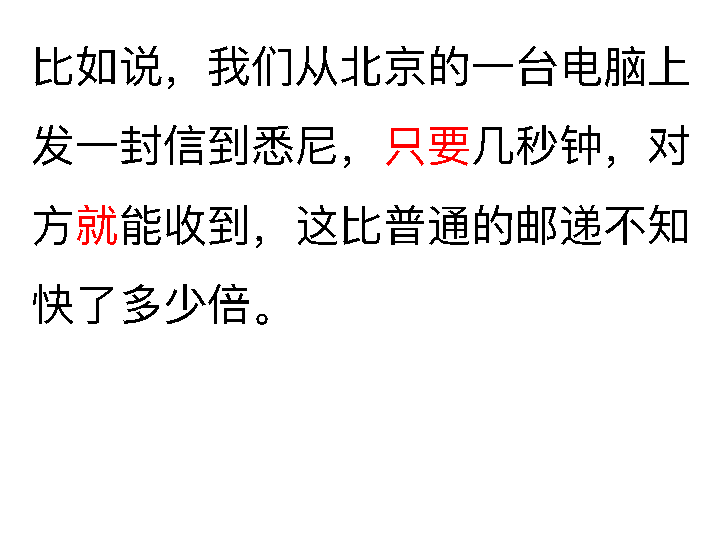 比如说，我们从北京的一台电脑上
发一封信到悉尼，只要几秒钟，对
方就能收到，这比普通的邮递不知
快了多少倍。